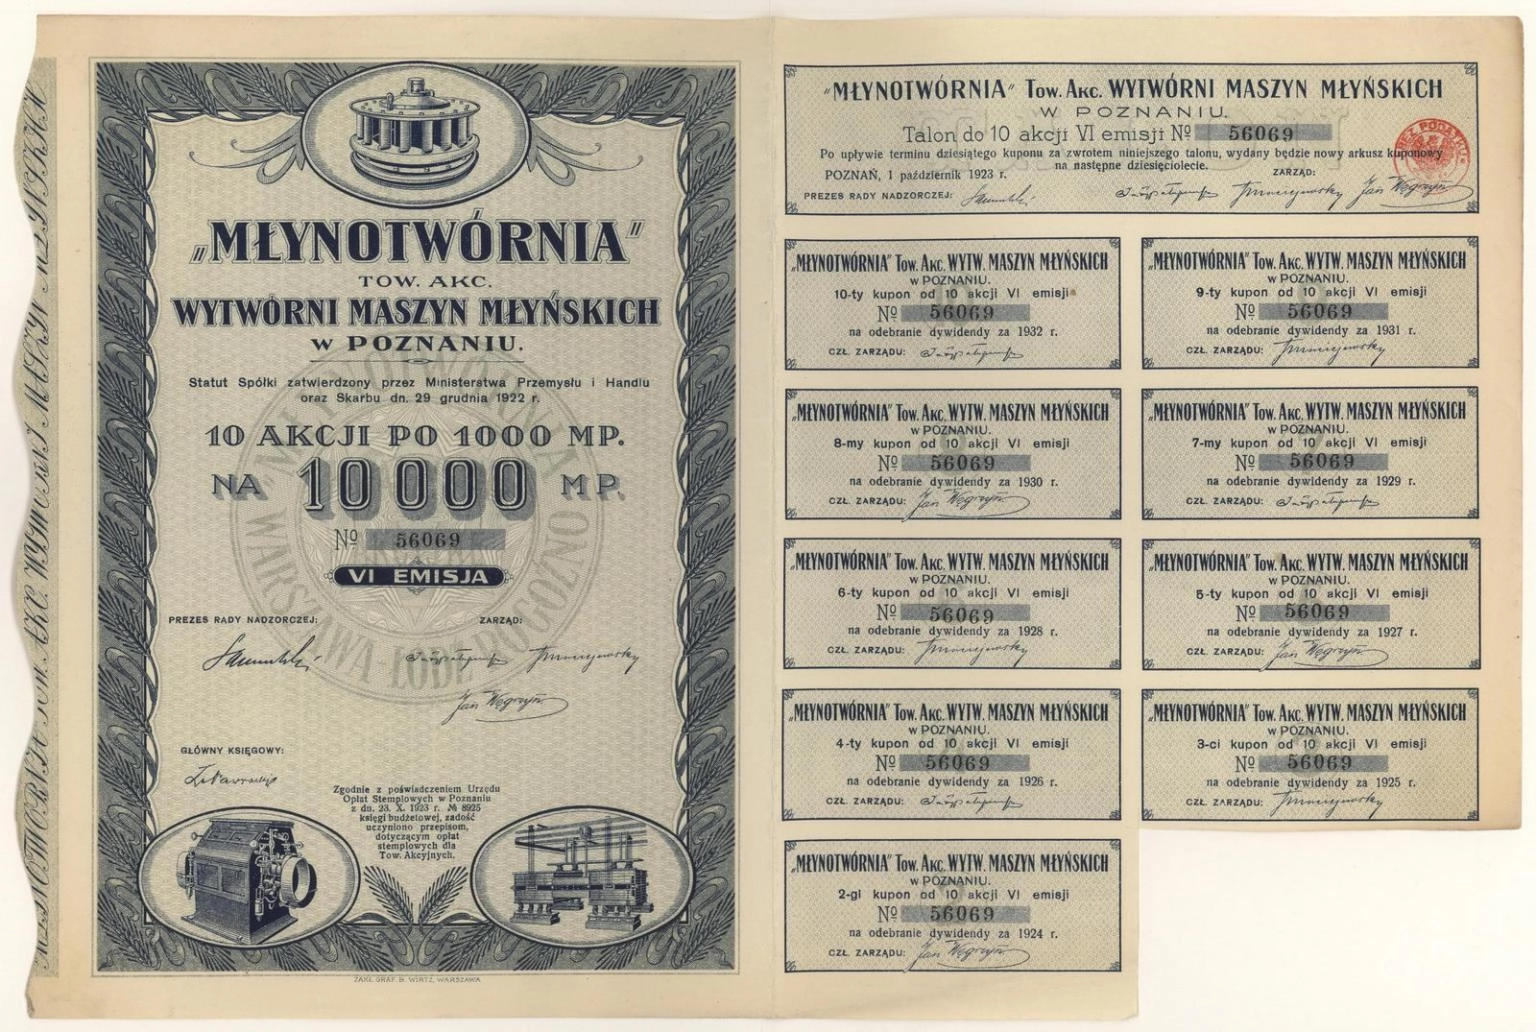 „MŁYNOTWÓRNIA"
TOW. AKC.
WYTWÓRNI MASZYN MŁYŃSKICH
W POZNANIU.
Statut Spółki zatwierdzony przez Ministerstwa Przemysłu i Handlu
oraz Skarbu dn. 29 grudnia 1922 r.
10 AKCJI PO 1000 MP.
NA 10000 MP.
№ 56069
VI EMISJA
WARSZAWA-ŁÓDŹ-ROGOŹNO
PREZES RADY NADZORCZEJ: ZARZĄD:
Jan Węgrzyn
GŁÓWNY KSIĘGOWY:
Zgodnie z poświadczeniem Urzędu
Opłat Stemplowych w Poznaniu
z dn. 23. X. 1923 r. № 8925
księgi budżetowej, zadość
uczyniono przepisom,
dotyczącym opłat
stemplowych dla
Tow. Akcyjnych.
ZAKŁ. GRAF. B. WIRTZ, WARSZAWA
„MŁYNOTWÓRNIA" Tow. Akc. WYTWÓRNI MASZYN MŁYŃSKICH
W POZNANIU.
Talon do 10 akcji VI emisji № 56069
BEZ PODATKU
Po upływie terminu dziesiątego kuponu za zwrotem niniejszego talonu, wydany będzie nowy arkusz kuponowy
na następne dziesięciolecie.
POZNAŃ, 1 październik 1923 r. ZARZĄD:
PREZES RADY NADZORCZEJ: Jan Węgrzyn
„MŁYNOTWÓRNIA" Tow. Akc. WYTW. MASZYN MŁYŃSKICH
W POZNANIU.
10-ty kupon od 10 akcji VI emisji
№ 56069
na odebranie dywidendy za 1932 r.
CZŁ. ZARZĄDU:
„MŁYNOTWÓRNIA" Tow. Akc. WYTW. MASZYN MŁYŃSKICH
W POZNANIU.
9-ty kupon od 10 akcji VI emisji
№ 56069
na odebranie dywidendy za 1931 r.
CZŁ. ZARZĄDU:
„MŁYNOTWÓRNIA" Tow. Akc. WYTW. MASZYN MŁYŃSKICH
W POZNANIU.
8-my kupon od 10 akcji VI emisji
№ 56069
na odebranie dywidendy za 1930 r.
CZŁ. ZARZĄDU: Jan Węgrzyn
„MŁYNOTWÓRNIA" Tow. Akc. WYTW. MASZYN MŁYŃSKICH
W POZNANIU.
7-my kupon od 10 akcji VI emisji
№ 56069
na odebranie dywidendy za 1929 r.
CZŁ. ZARZĄDU:
„MŁYNOTWÓRNIA" Tow. Akc. WYTW. MASZYN MŁYŃSKICH
W POZNANIU.
6-ty kupon od 10 akcji VI emisji
№ 56069
na odebranie dywidendy za 1928 r.
CZŁ. ZARZĄDU:
„MŁYNOTWÓRNIA" Tow. Akc. WYTW. MASZYN MŁYŃSKICH
W POZNANIU.
5-ty kupon od 10 akcji VI emisji
№ 56069
na odebranie dywidendy za 1927 r.
CZŁ. ZARZĄDU: Jan Węgrzyn
„MŁYNOTWÓRNIA" Tow. Akc. WYTW. MASZYN MŁYŃSKICH
W POZNANIU.
4-ty kupon od 10 akcji VI emisji
№ 56069
na odebranie dywidendy za 1926 r.
CZŁ. ZARZĄDU:
„MŁYNOTWÓRNIA" Tow. Akc. WYTW. MASZYN MŁYŃSKICH
W POZNANIU.
3-ci kupon od 10 akcji VI emisji
№ 56069
na odebranie dywidendy za 1925 r.
CZŁ. ZARZĄDU:
„MŁYNOTWÓRNIA" Tow. Akc. WYTW. MASZYN MŁYŃSKICH
W POZNANIU.
2-gi kupon od 10 akcji VI emisji
№ 56069
na odebranie dywidendy za 1924 r.
CZŁ. ZARZĄDU: Jan Węgrzyn